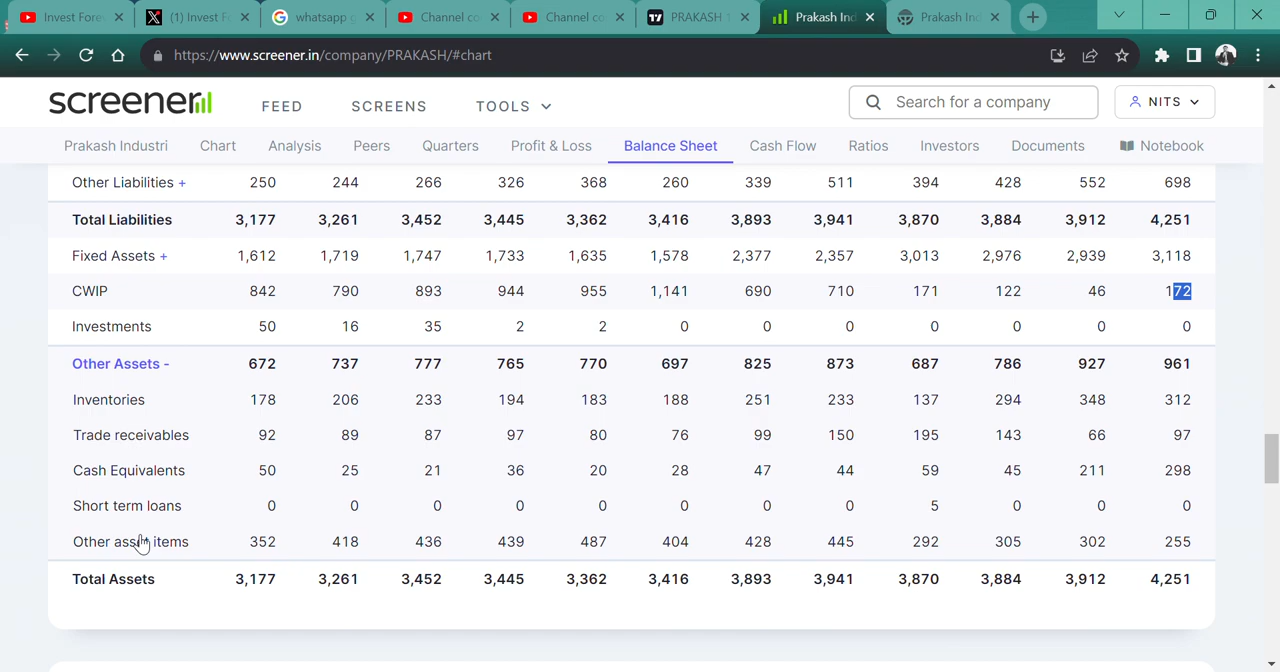 Invest Fore
(1) Invest F
whatsapp g
Channel co
Channel co
PRAKASH 1
Prakash Ind
Prakash Ind
https://www.screener.in/company/PRAKASH/#chart
screener
FEED
SCREENS
TOOLS
Search for a company
NITS
Prakash Industri Chart Analysis Peers Quarters Profit & Loss Balance Sheet Cash Flow Ratios Investors Documents Notebook
Other Liabilities + 250 244 266 326 368 260 339 511 394 428 552 698
Total Liabilities 3,177 3,261 3,452 3,445 3,362 3,416 3,893 3,941 3,870 3,884 3,912 4,251
Fixed Assets + 1,612 1,719 1,747 1,733 1,635 1,578 2,377 2,357 3,013 2,976 2,939 3,118
CWIP 842 790 893 944 955 1,141 690 710 171 122 46 172
Investments 50 16 35 2 2 0 0 0 0 0 0 0
Other Assets - 672 737 777 765 770 697 825 873 687 786 927 961
Inventories 178 206 233 194 183 188 251 233 137 294 348 312
Trade receivables 92 89 87 97 80 76 99 150 195 143 66 97
Cash Equivalents 50 25 21 36 20 28 47 44 59 45 211 298
Short term loans 0 0 0 0 0 0 0 0 5 0 0 0
Other asset items 352 418 436 439 487 404 428 445 292 305 302 255
Total Assets 3,177 3,261 3,452 3,445 3,362 3,416 3,893 3,941 3,870 3,884 3,912 4,251